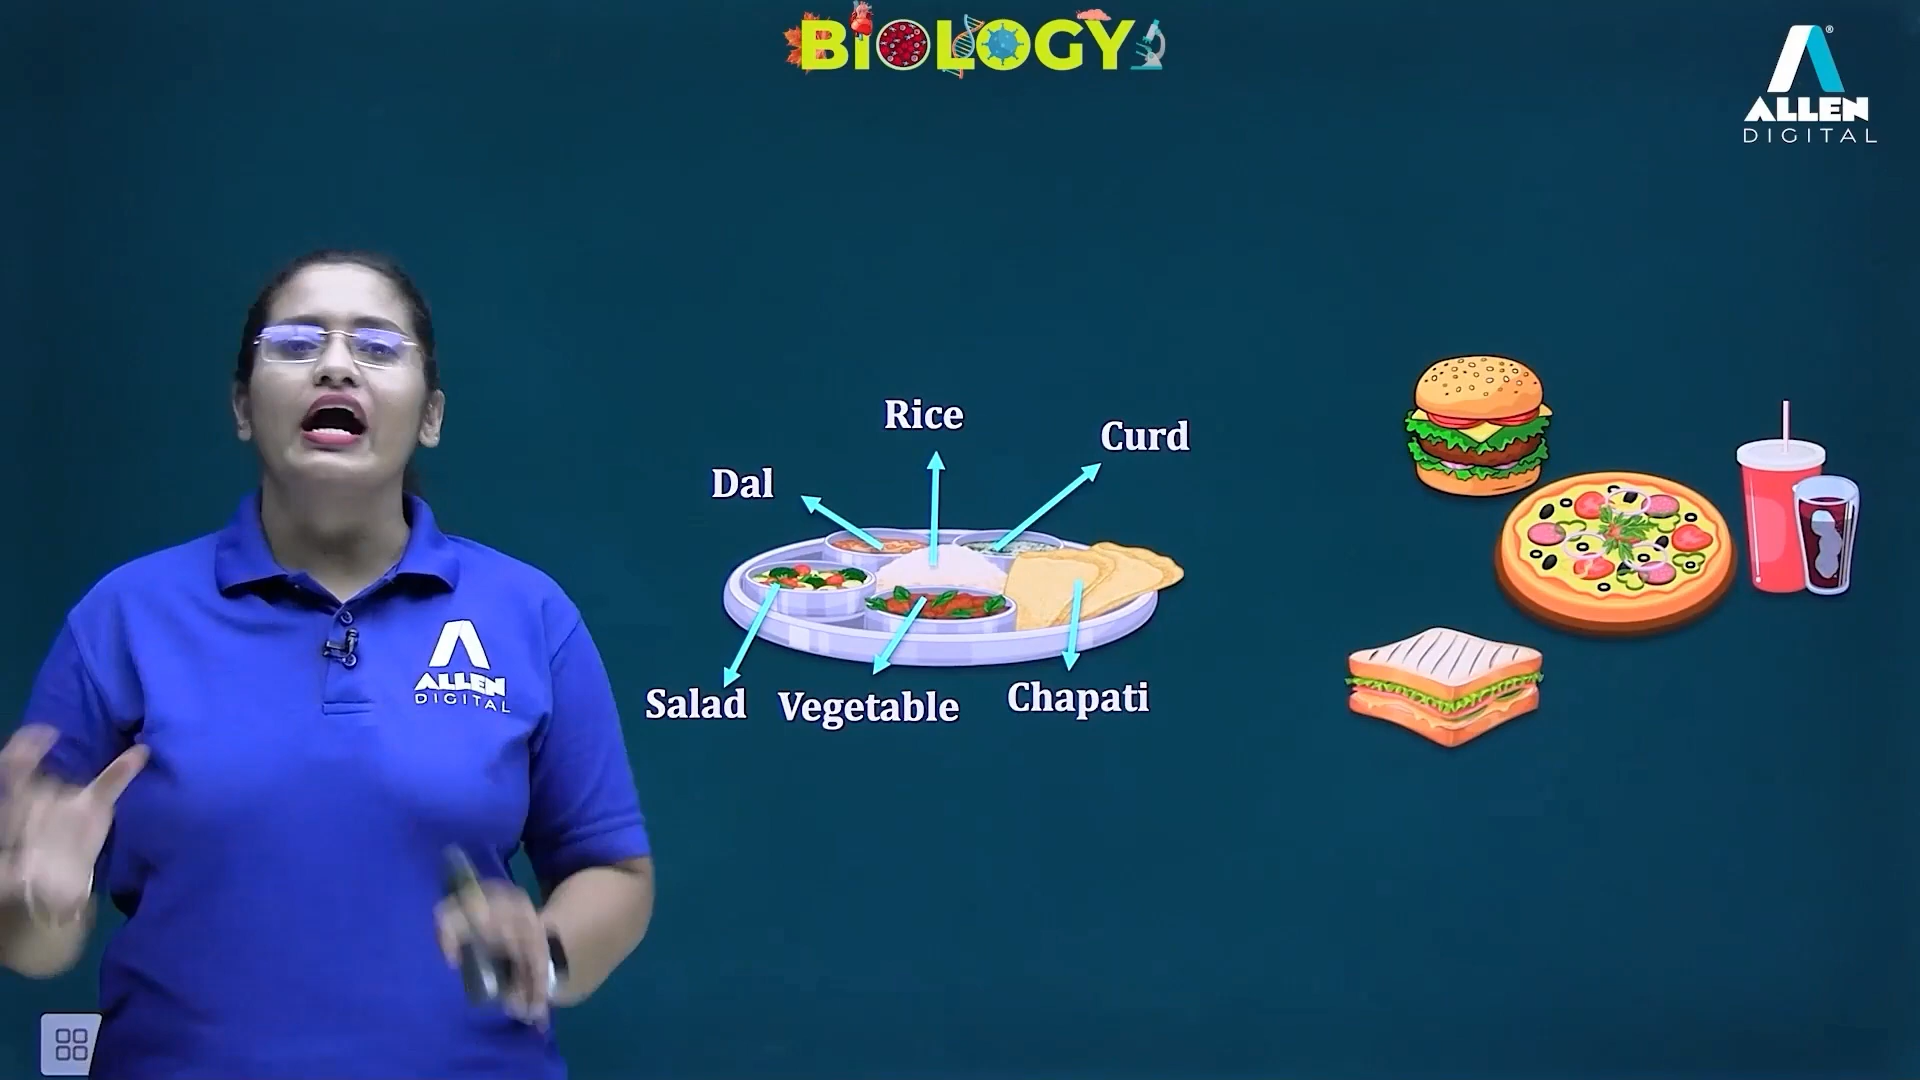 BIOLOGY
ALLEN
DIGITAL
Rice
Curd
Dal
Salad
Vegetable
Chapati
ALLEN
DIGITAL